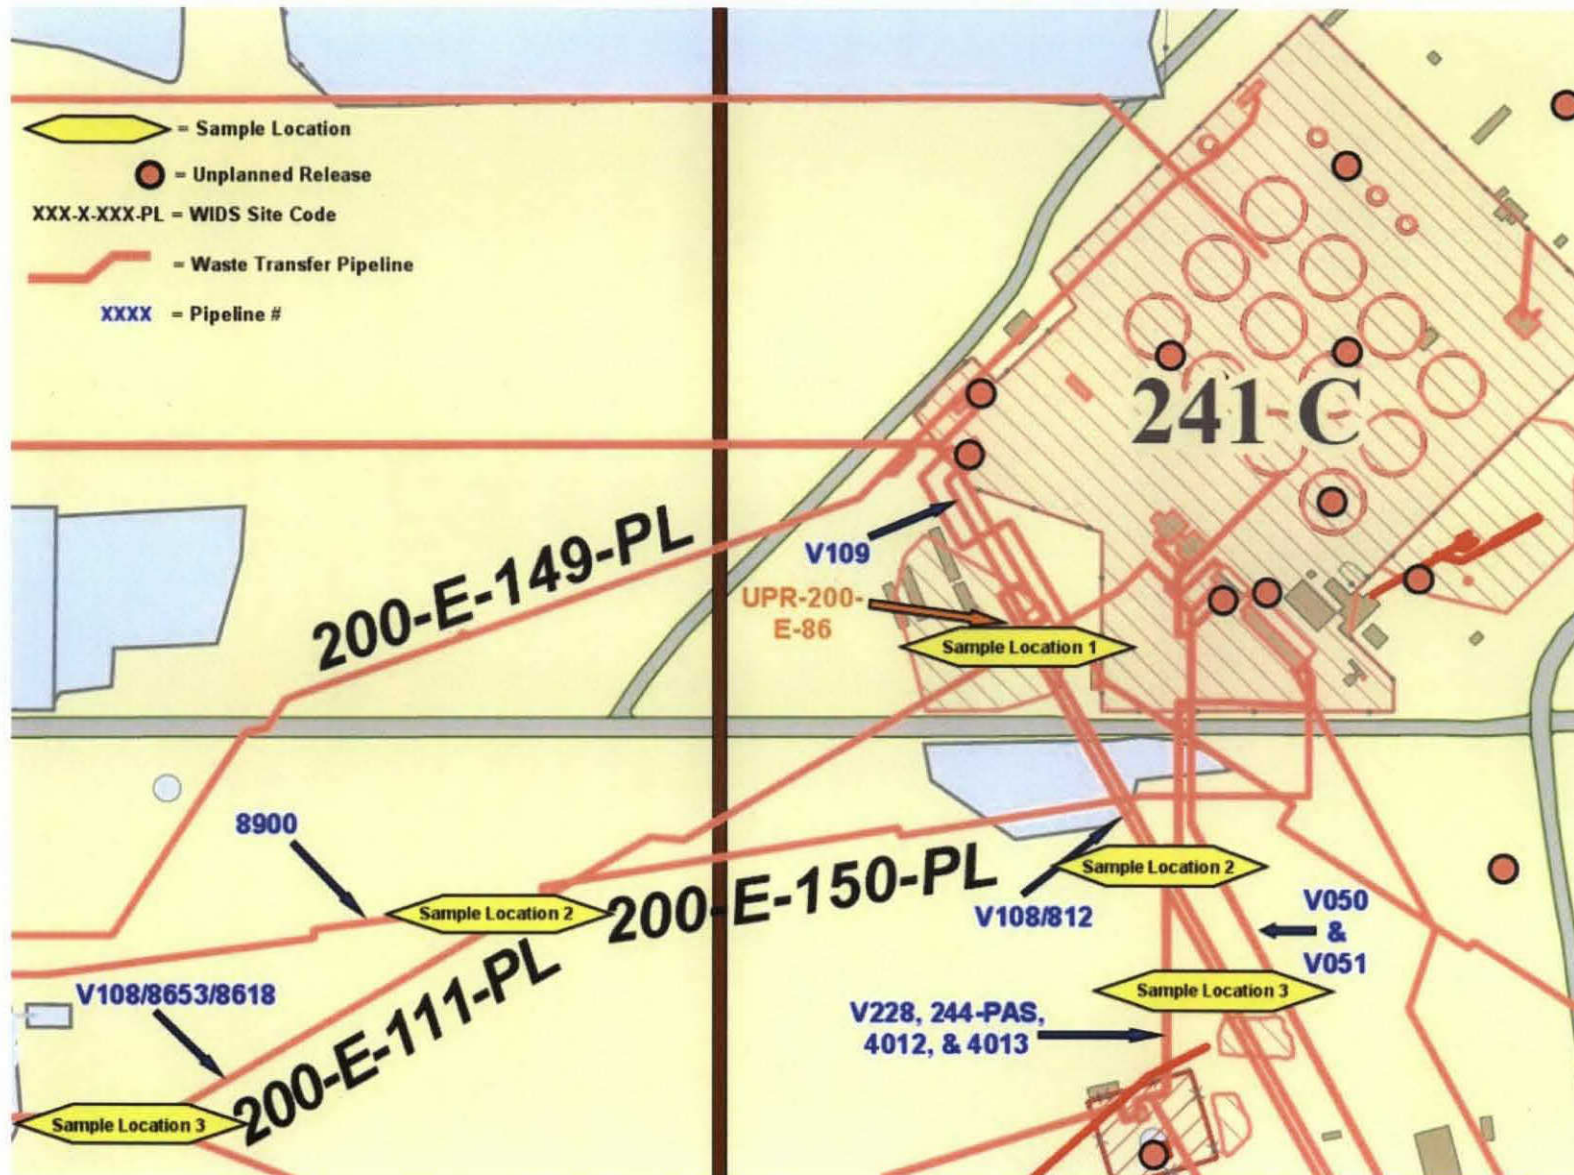 = Sample Location
= Unplanned Release
XXX-X-XXX-PL = WIDS Site Code
= Waste Transfer Pipeline
XXXX = Pipeline #
241 C
V109
200-E-149-PL
UPR-200-
E-86
Sample Location 1
8900
Sample Location 2
200-E-150-PL
Sample Location 2
V108/812
V050
&
V051
V108/8653/8618
200-E-111-PL
Sample Location 3
V228, 244-PAS,
4012, & 4013
Sample Location 3